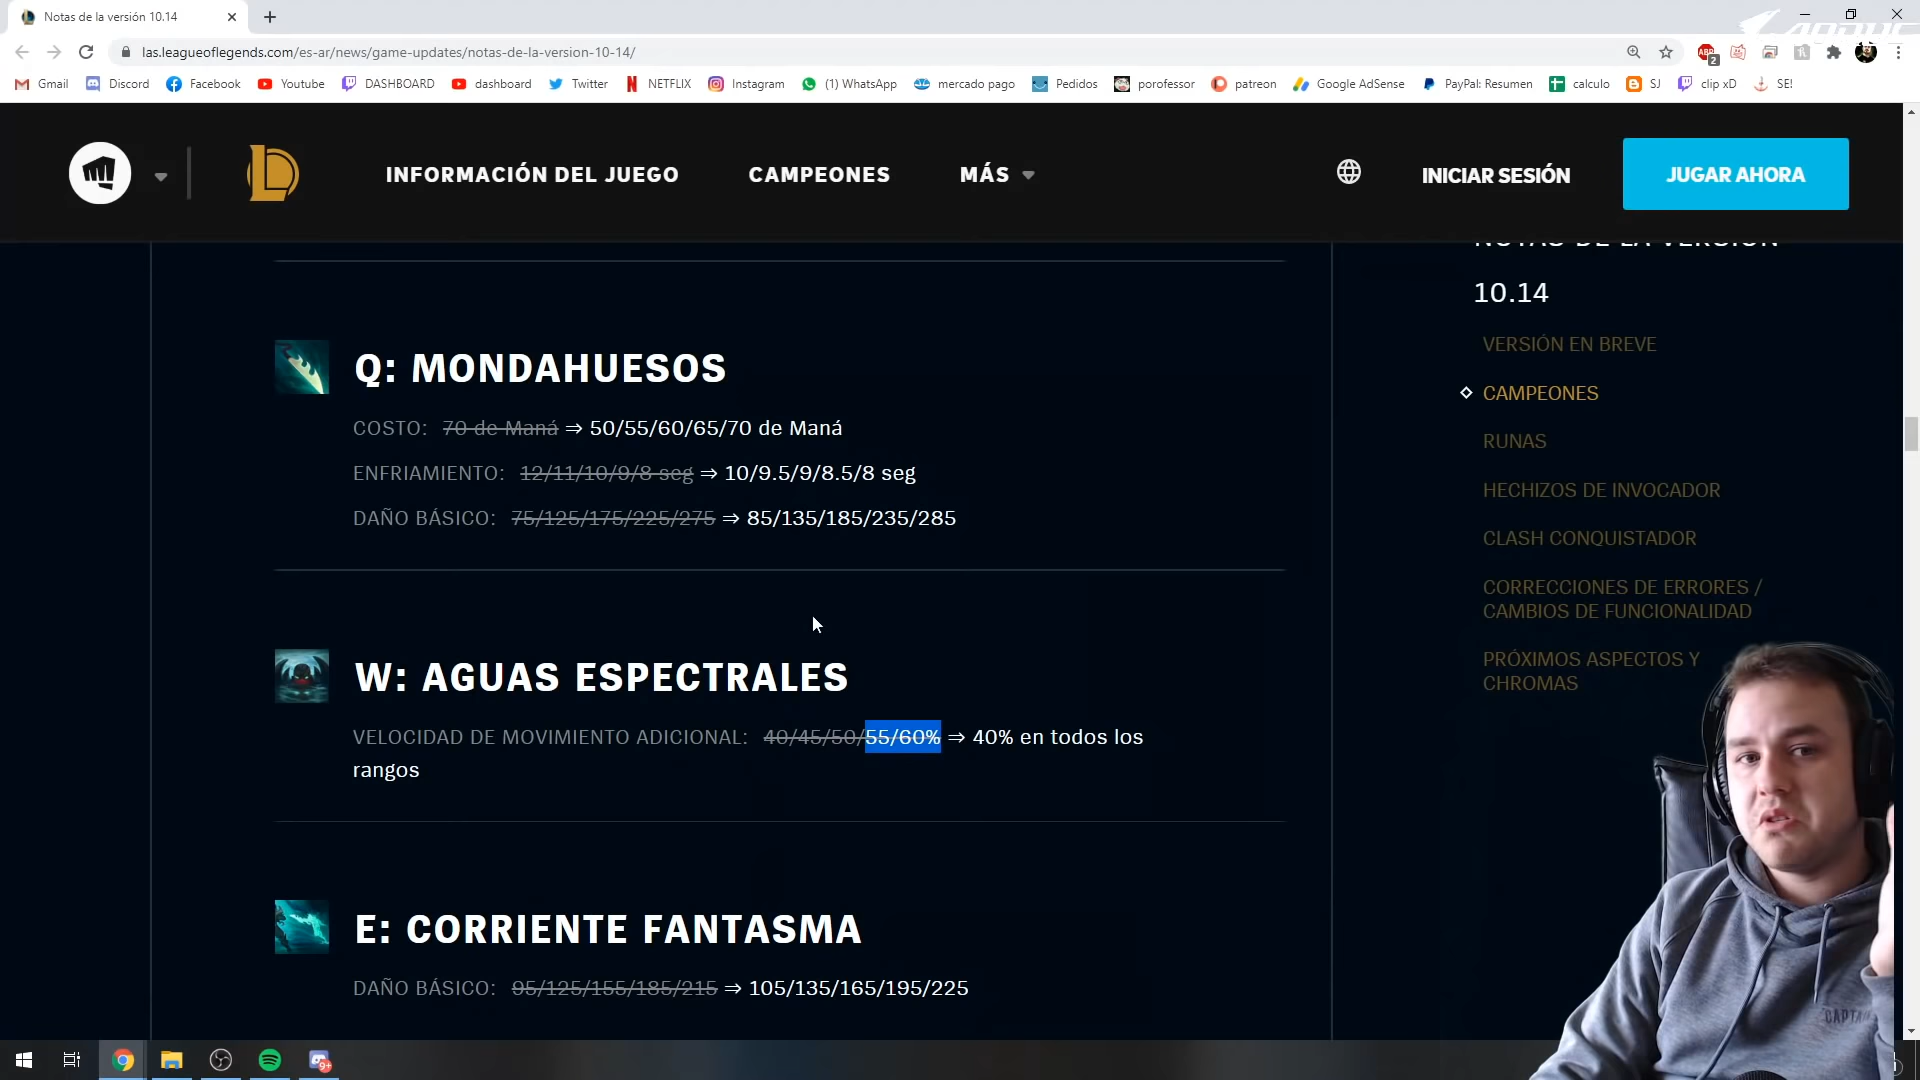 Notas de la versión 10.14
las.leagueoflegends.com/es-ar/news/game-updates/notas-de-la-version-10-14/
ABP
2
Gmail
Discord
Facebook
Youtube
DASHBOARD
dashboard
Twitter
NETFLIX
Instagram
(1) WhatsApp
mercado pago
Pedidos
porofessor
patreon
Google AdSense
PayPal: Resumen
calculo
SJ
clip xD
SE!
INFORMACIÓN DEL JUEGO
CAMPEONES
MÁS
INICIAR SESIÓN
JUGAR AHORA
Q: MONDAHUESOS
COSTO: 70 de Maná ⇒ 50/55/60/65/70 de Maná
ENFRIAMIENTO: 12/11/10/9/8 seg ⇒ 10/9.5/9/8.5/8 seg
DAÑO BÁSICO: 75/125/175/225/275 ⇒ 85/135/185/235/285
W: AGUAS ESPECTRALES
VELOCIDAD DE MOVIMIENTO ADICIONAL: 40/45/50/55/60% ⇒ 40% en todos los
rangos
E: CORRIENTE FANTASMA
DAÑO BÁSICO: 95/125/155/185/215 ⇒ 105/135/165/195/225
NOTAS DE LA VERSIÓN
10.14
VERSIÓN EN BREVE
CAMPEONES
RUNAS
HECHIZOS DE INVOCADOR
CLASH CONQUISTADOR
CORRECCIONES DE ERRORES /
CAMBIOS DE FUNCIONALIDAD
PRÓXIMOS ASPECTOS Y
CHROMAS
9+